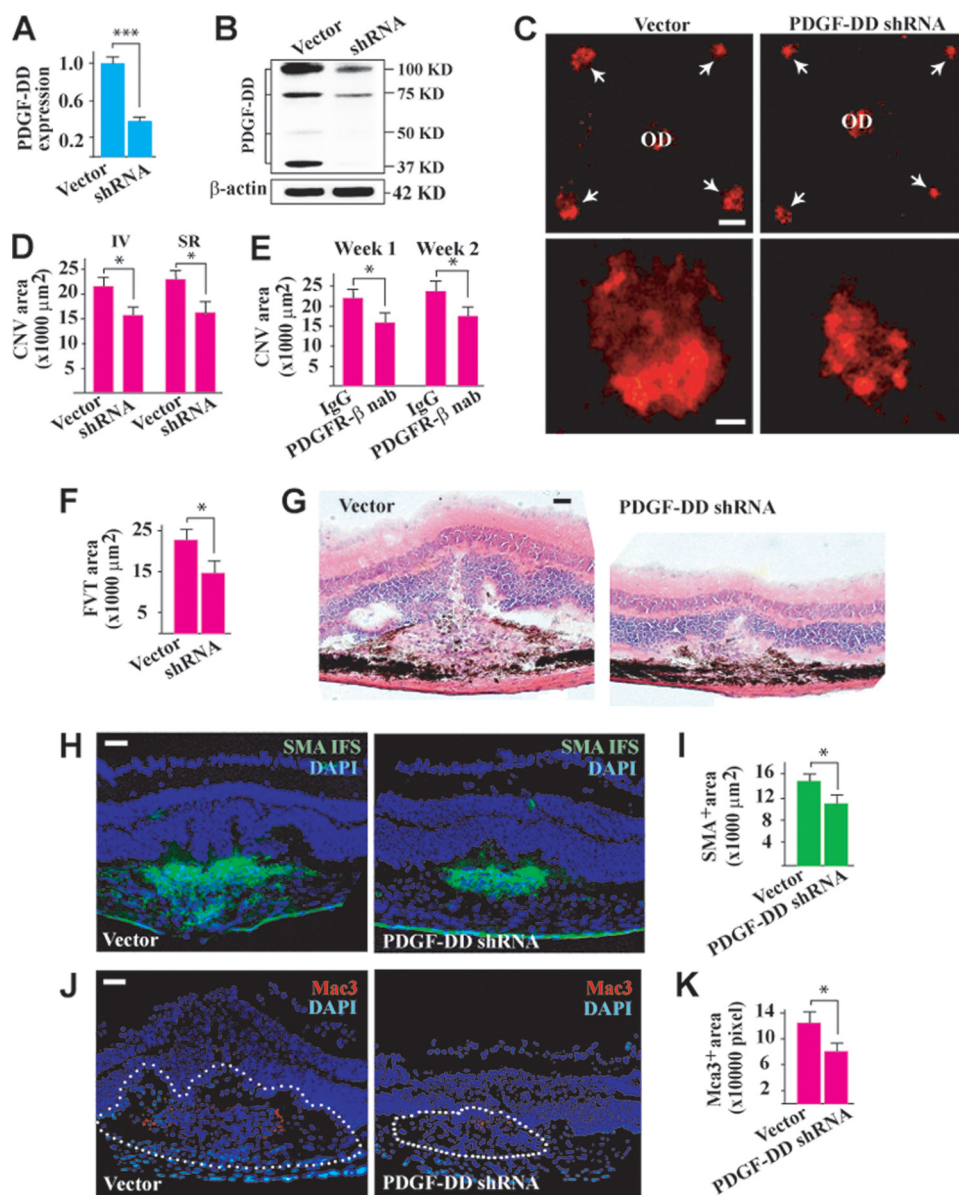 A
***
PDGF-DD
expression
1.0
0.6
0.2
Vector
shRNA
B
Vector
shRNA
PDGF-DD
100 KD
75 KD
50 KD
37 KD
β-actin
42 KD
C
Vector
PDGF-DD shRNA
OD
OD
D
IV
SR
*
*
CNV area
(x1000 µm2)
25
20
15
10
5
Vector
shRNA
Vector
shRNA
E
Week 1
Week 2
*
*
CNV area
(x1000 µm2)
25
20
15
10
5
IgG
PDGFR-β nab
IgG
PDGFR-β nab
F
*
FVT area
(x1000 µm2)
25
15
5
Vector
shRNA
G
Vector
PDGF-DD shRNA
H
SMA IFS
DAPI
Vector
SMA IFS
DAPI
PDGF-DD shRNA
I
*
SMA+area
(x1000 µm2)
16
12
8
4
Vector
PDGF-DD shRNA
J
Mac3
DAPI
Vector
Mac3
DAPI
PDGF-DD shRNA
K
*
Mca3+area
(x10000 pixel)
14
10
6
2
Vector
PDGF-DD shRNA